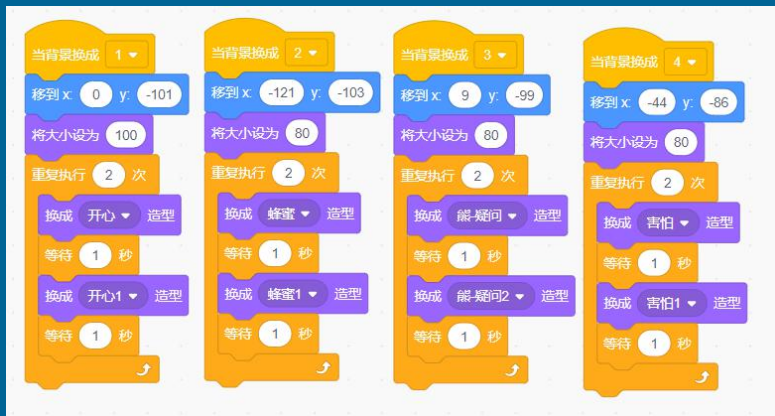 当背景换成 1
移到 x: 0 y: -101
将大小设为 100
重复执行 2 次
换成 开心 造型
等待 1 秒
换成 开心1 造型
等待 1 秒
当背景换成 2
移到 x: -121 y: -103
将大小设为 80
重复执行 2 次
换成 蜂蜜 造型
等待 1 秒
换成 蜂蜜1 造型
等待 1 秒
当背景换成 3
移到 x: 9 y: -99
将大小设为 80
重复执行 2 次
换成 熊-疑问 造型
等待 1 秒
换成 熊-疑问2 造型
等待 1 秒
当背景换成 4
移到 x: -44 y: -86
将大小设为 80
重复执行 2 次
换成 害怕 造型
等待 1 秒
换成 害怕1 造型
等待 1 秒